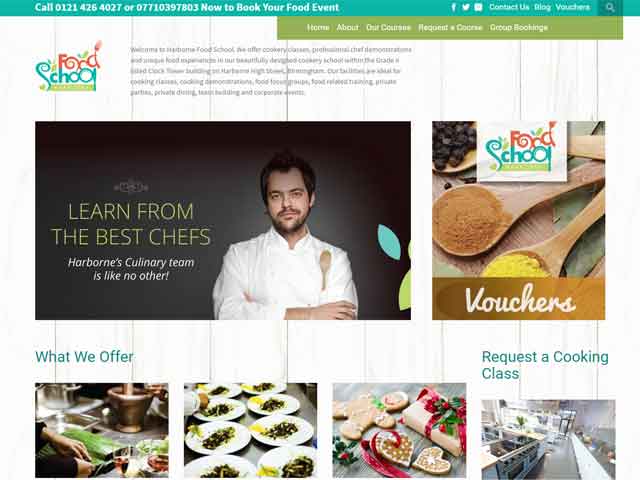 Call 0121 426 4027 or 07710397803 Now to Book Your Food Event
Contact Us Blog Vouchers
Home About Our Courses Request a Course Group Bookings
Food
School
Welcome to Harborne Food School. We offer cookery classes, professional chef demonstrations
and unique food experiences in our beautifully designed cookery school within the Grade II
listed Clock Tower building on Harborne High Street, Birmingham. Our facilities are ideal for
cooking classes, cooking demonstrations, food focus groups, food related training, private
parties, private dining, team building and corporate events.
LEARN FROM
THE BEST CHEFS
Harborne's Culinary team
is like no other!
Food
School
Vouchers
What We Offer
Request a Cooking
Class